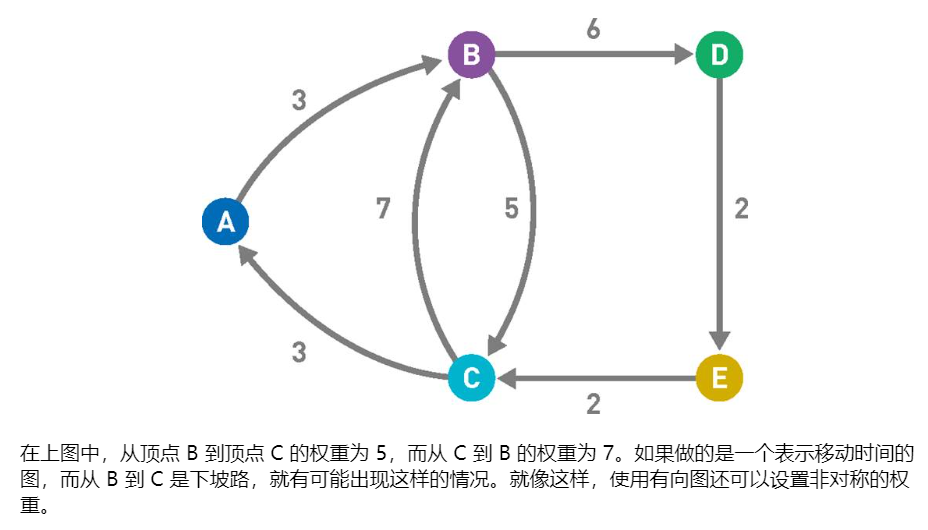 6
B
D
3
7
5
2
A
3
C
E
2
在上图中，从顶点 B 到顶点 C 的权重为 5，而从 C 到 B 的权重为 7。如果做的是一个表示移动时间的
图，而从 B 到 C 是下坡路，就有可能出现这样的情况。就像这样，使用有向图还可以设置非对称的权
重。